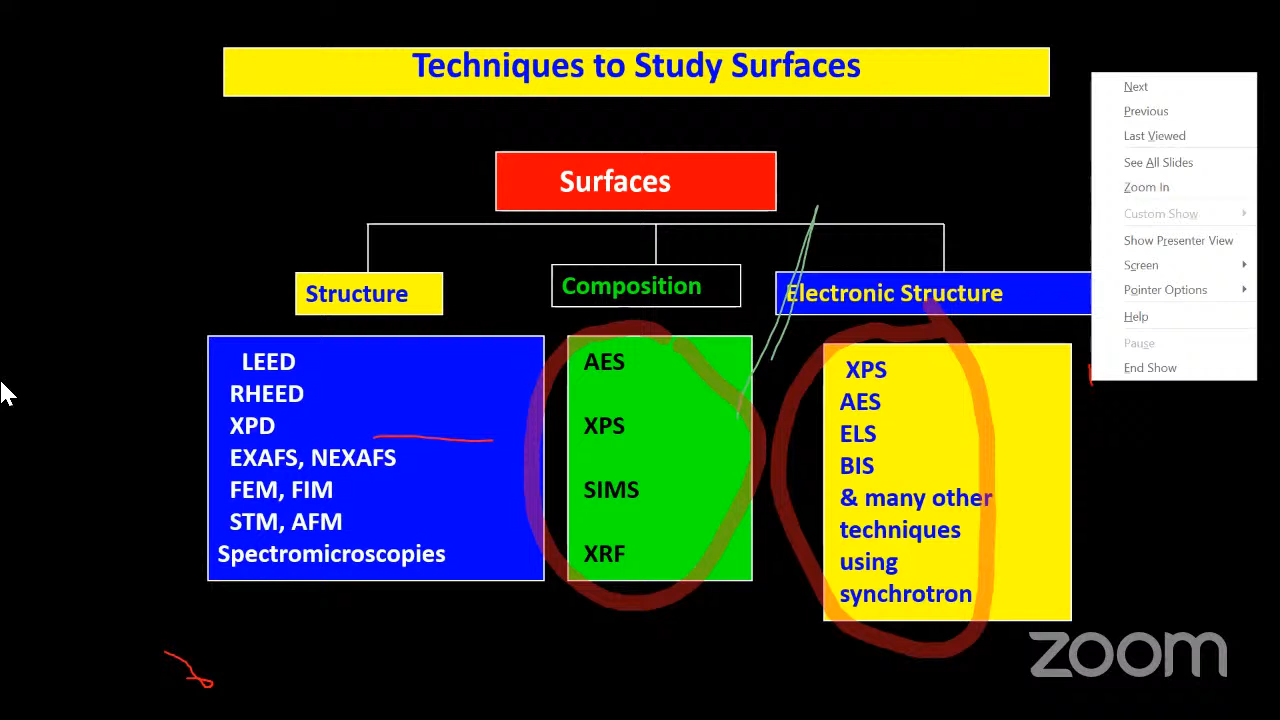 Techniques to Study Surfaces
Surfaces
Structure
Composition
Electronic Structure
LEED
RHEED
XPD
EXAFS, NEXAFS
FEM, FIM
STM, AFM
Spectromicroscopies
AES
XPS
SIMS
XRF
XPS
AES
ELS
BIS
& many other
techniques
using
synchrotron
Next
Previous
Last Viewed
See All Slides
Zoom In
Custom Show
Show Presenter View
Screen
Pointer Options
Help
Pause
End Show
zoom